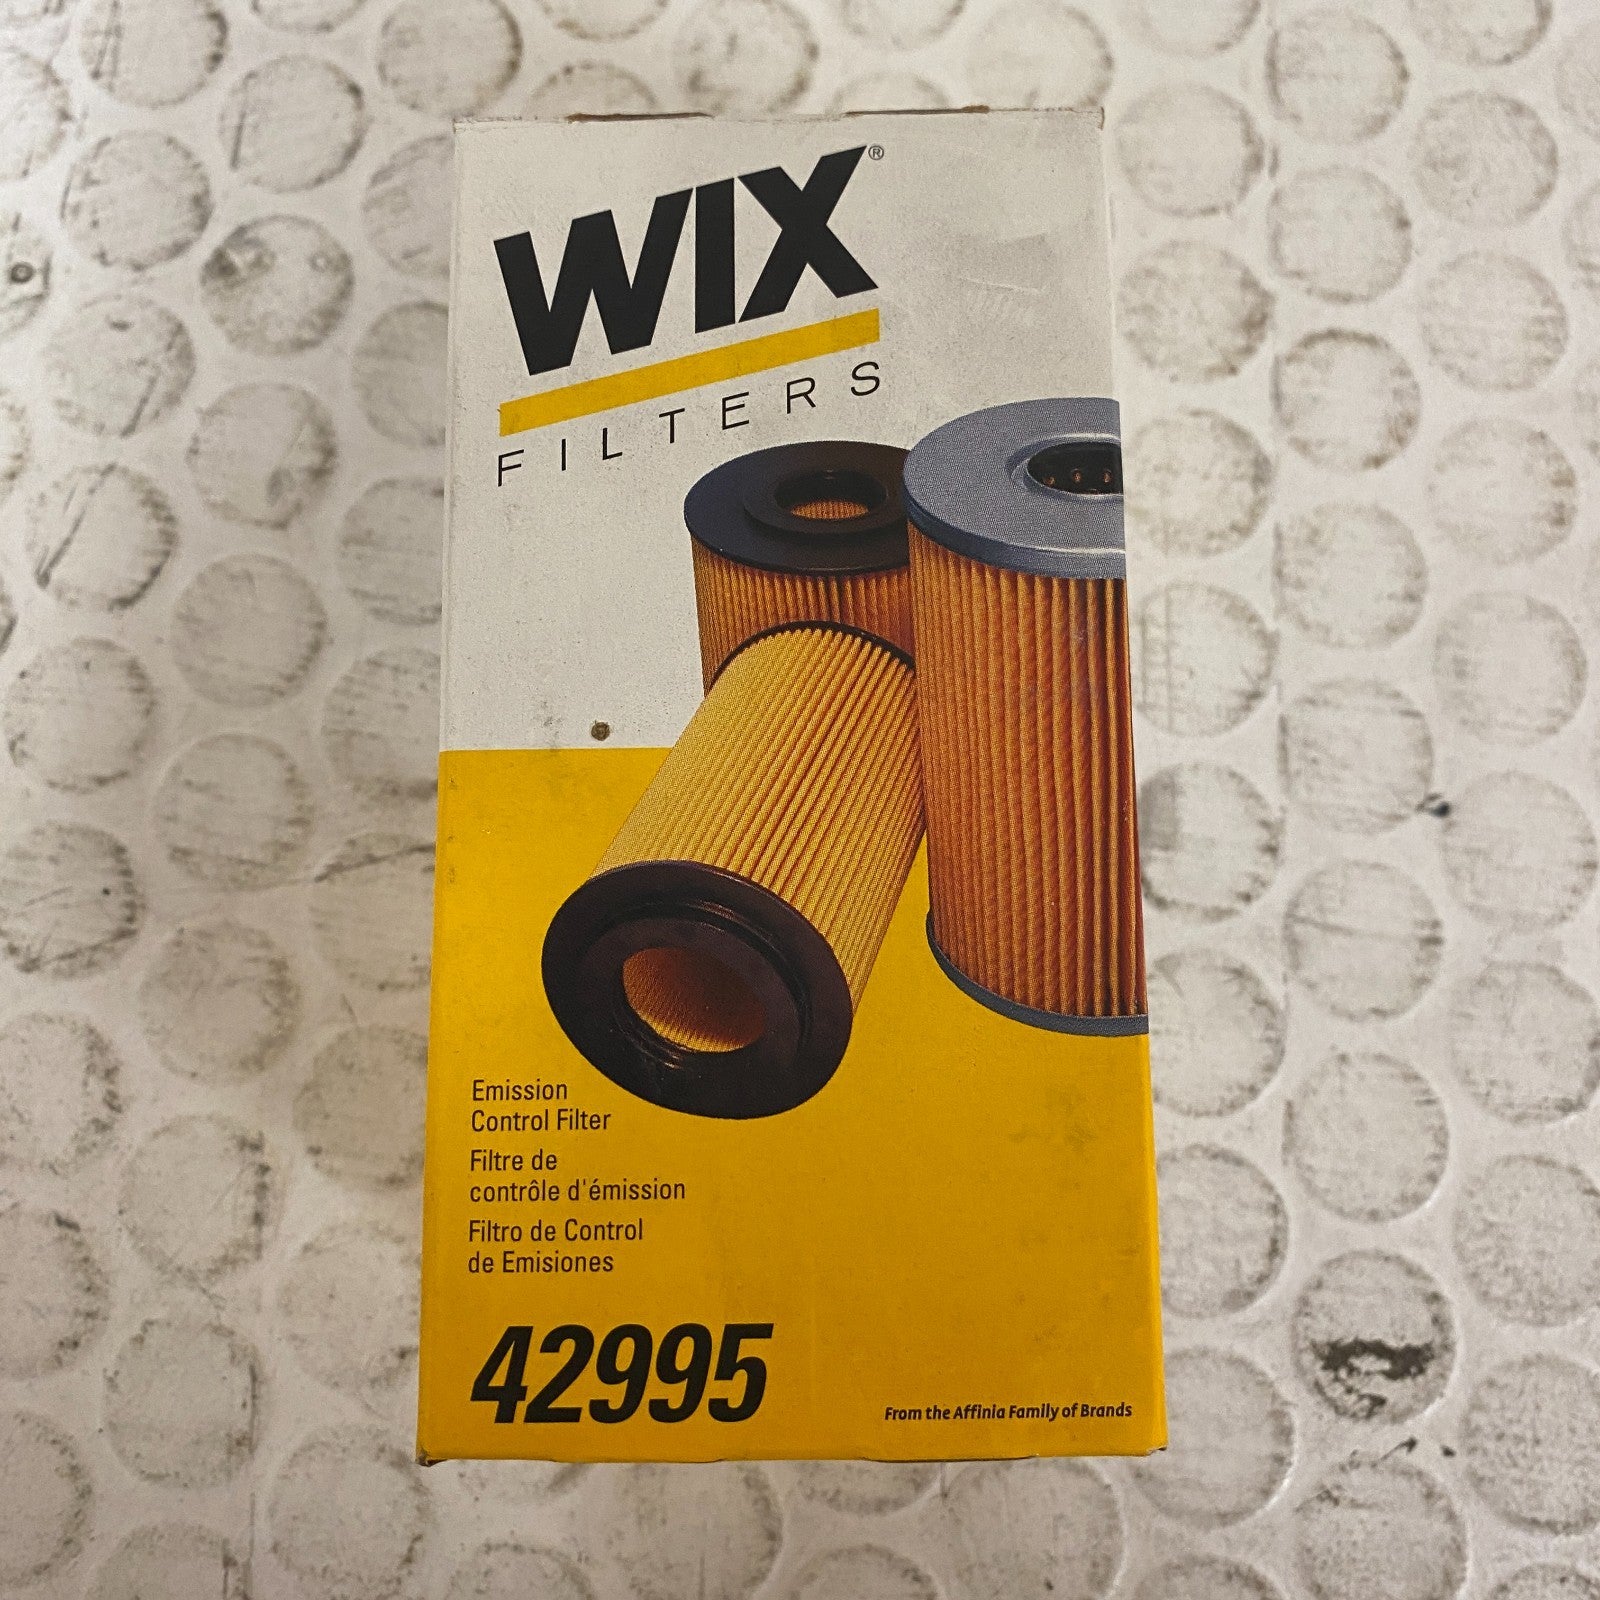 WIX®
FILTERS
Emission
Control Filter
Filtre de
contrôle d'émission
Filtro de Control
de Emisiones
42995
From the Affinia Family of Brands